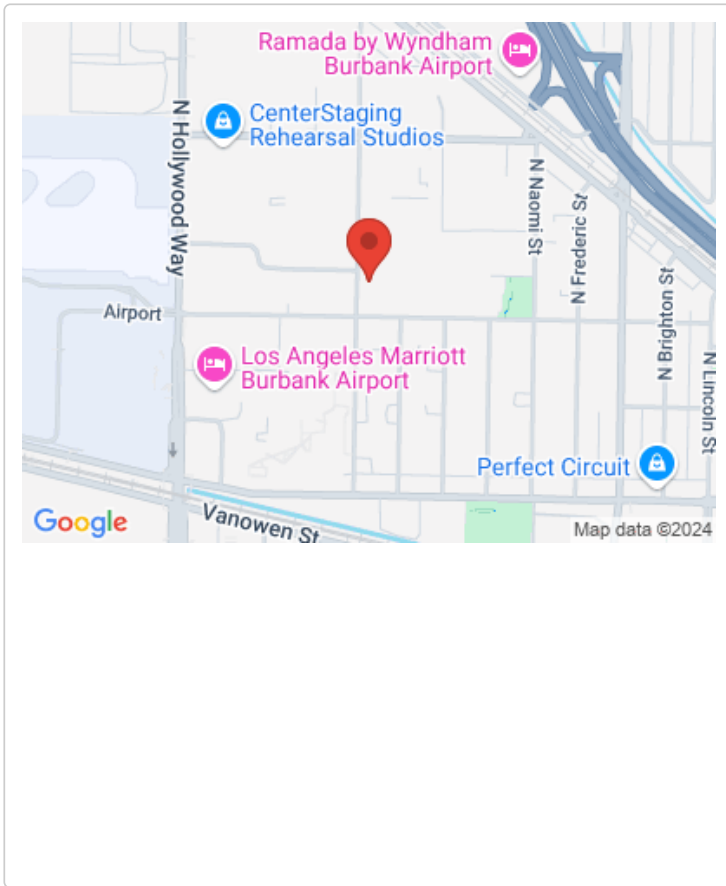 Ramada by Wyndham
Burbank Airport
CenterStaging
Rehearsal Studios
N Hollywood Way
N Naomi St
N Frederic St
Airport
N Brighton St
N Lincoln St
Los Angeles Marriott
Burbank Airport
Perfect Circuit
Vanowen St
Google
Map data ©2024